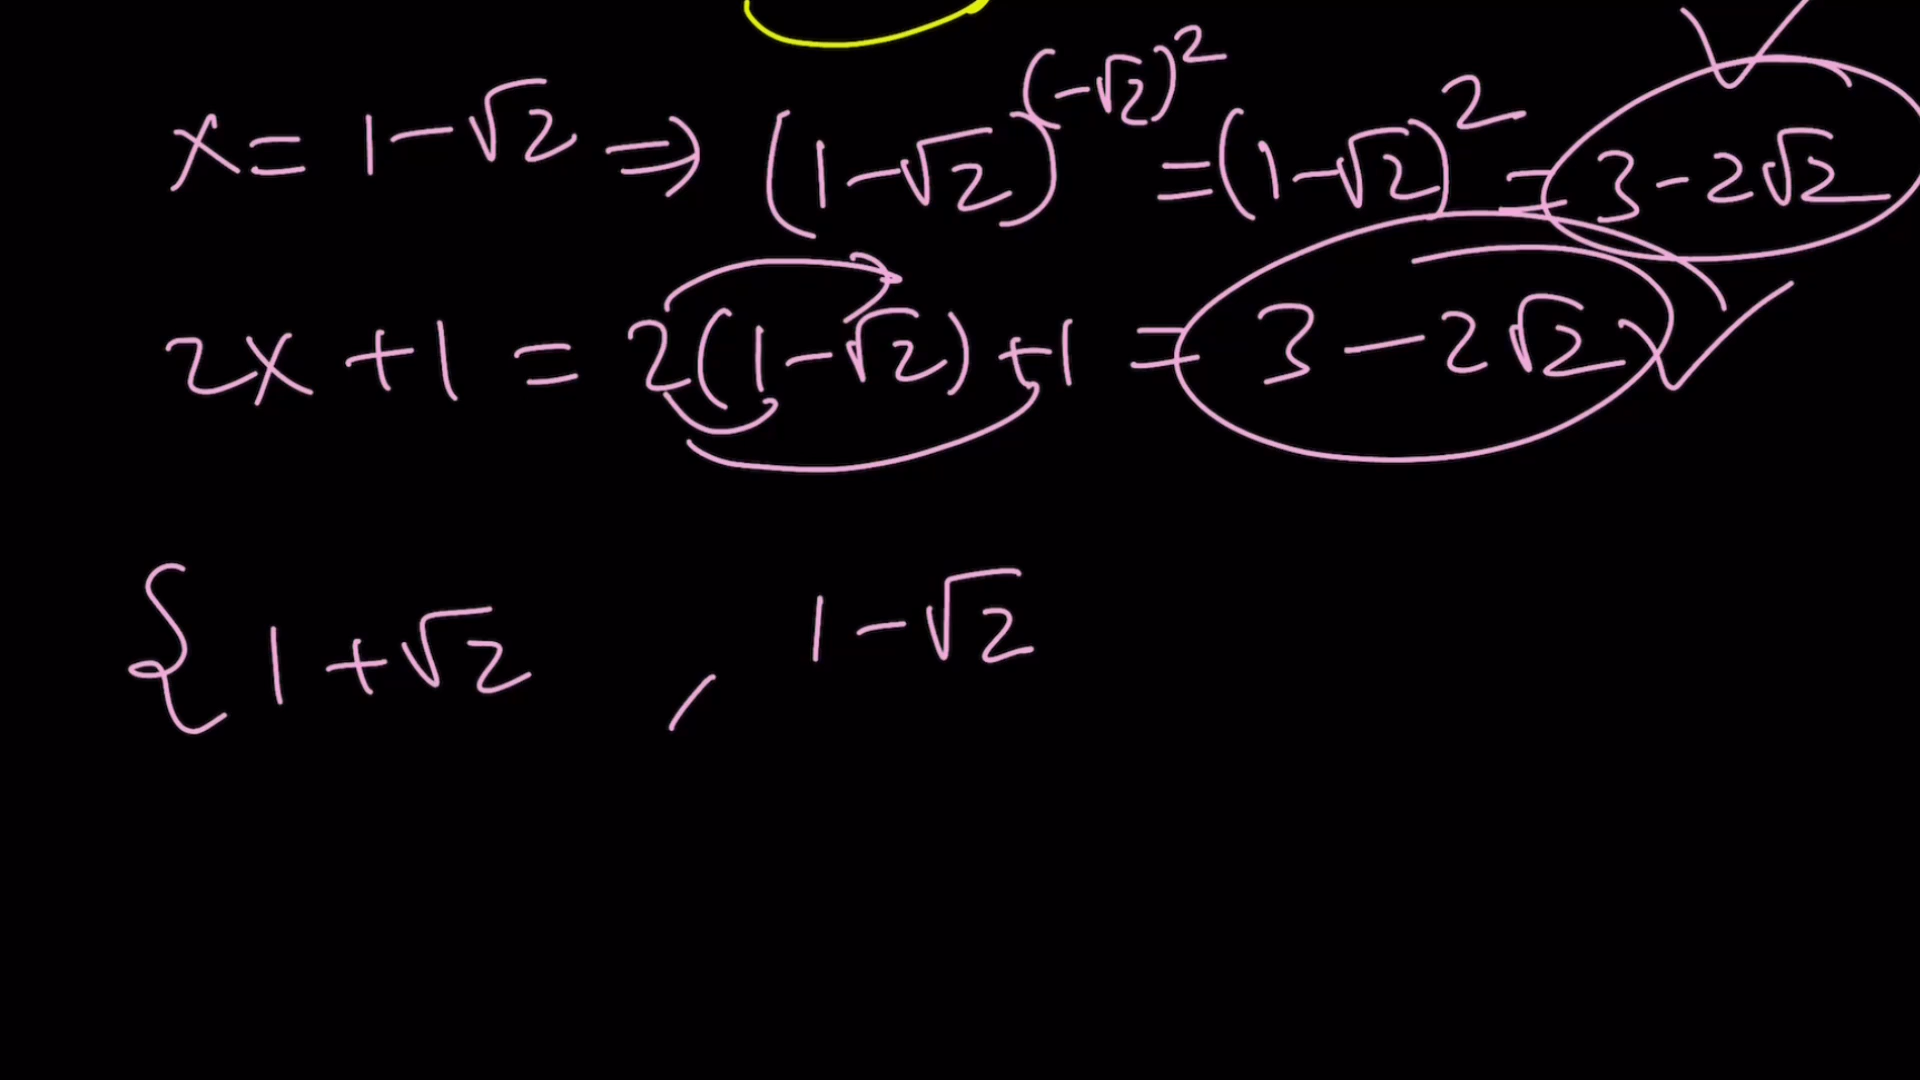 x = 1 - √2 ⇒ (1 - √2)^(-√2)^2 = (1 - √2)^2 = 3 - 2√2
2x + 1 = 2(1 - √2) + 1 = 3 - 2√2
{ 1 + √2 , 1 - √2